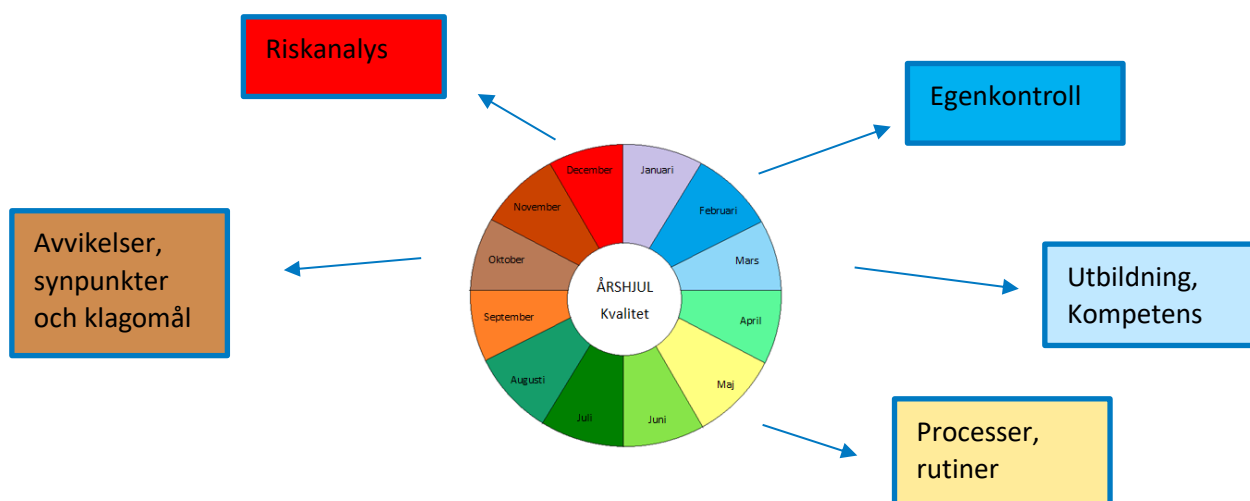 Riskanalys
Egenkontroll
Avvikelser,
synpunkter
och klagomål
Utbildning,
Kompetens
Processer,
rutiner
ÅRSHJUL
Kvalitet
Januari
Februari
Mars
April
Maj
Juni
Juli
Augusti
September
Oktober
November
December